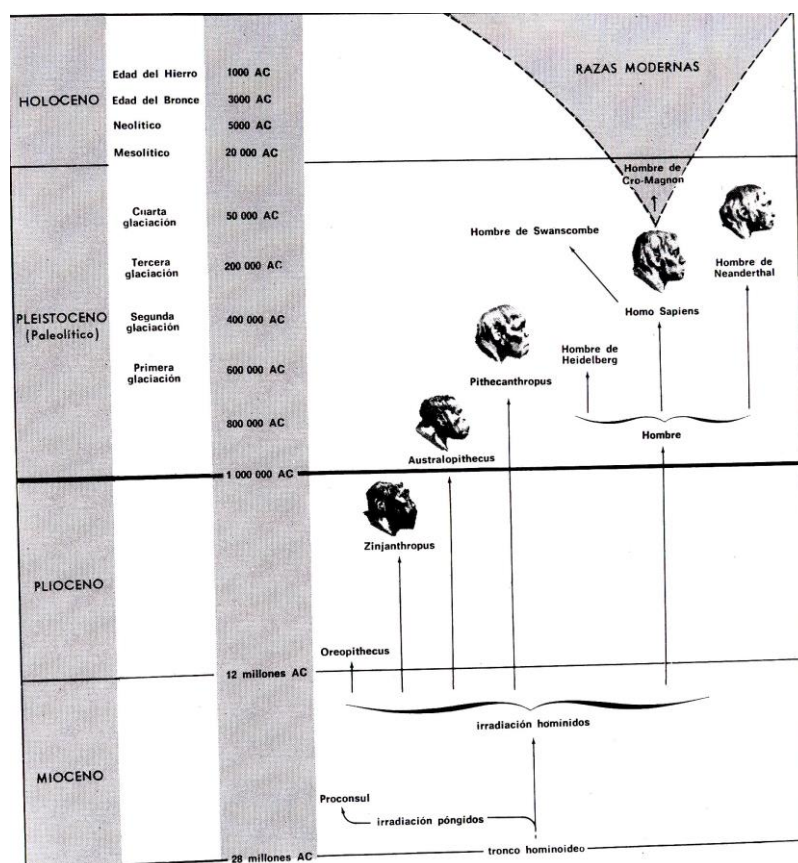 RAZAS MODERNAS
HOLOCENO
Edad del Hierro 1000 AC
Edad del Bronce 3000 AC
Neolítico 5000 AC
Mesolítico 20 000 AC
Hombre de
Cro-Magnon
PLEISTOCENO
(Paleolítico)
Cuarta
glaciación
50 000 AC
Tercera
glaciación
200 000 AC
Segunda
glaciación
400 000 AC
Primera
glaciación
600 000 AC
800 000 AC
1 000 000 AC
Hombre de Swanscombe
Hombre de
Neanderthal
Homo Sapiens
Hombre de
Heidelberg
Pithecanthropus
Hombre
Australopithecus
PLIOCENO
Zinjanthropus
Oreopithecus
12 millones AC
MIOCENO
irradiación homínidos
Proconsul
irradiación póngidos
28 millones AC
tronco hominoideo